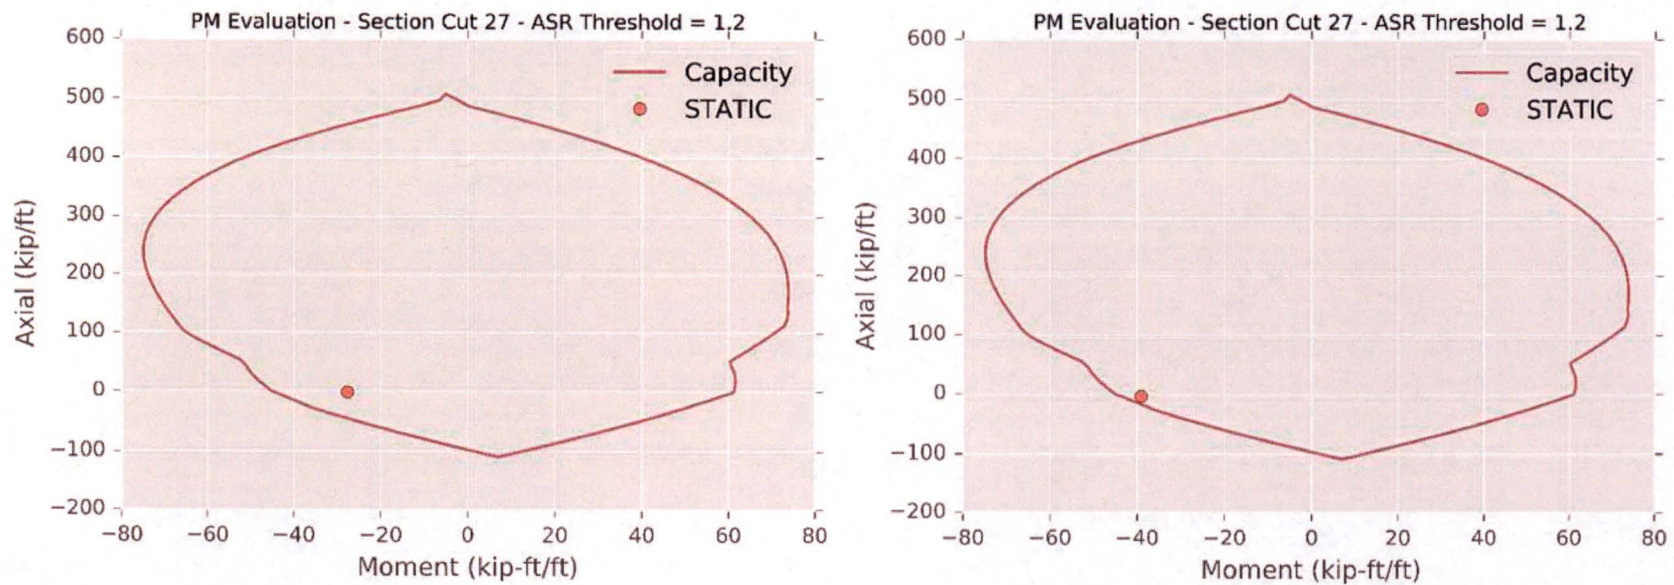 PM Evaluation - Section Cut 27 - ASR Threshold = 1.2
600
500
400
300
200
100
0
−100
−200
Axial (kip/ft)
Capacity
STATIC
−80 −60 −40 −20 0 20 40 60 80
Moment (kip-ft/ft)
PM Evaluation - Section Cut 27 - ASR Threshold = 1.2
600
500
400
300
200
100
0
−100
−200
Axial (kip/ft)
Capacity
STATIC
−80 −60 −40 −20 0 20 40 60 80
Moment (kip-ft/ft)